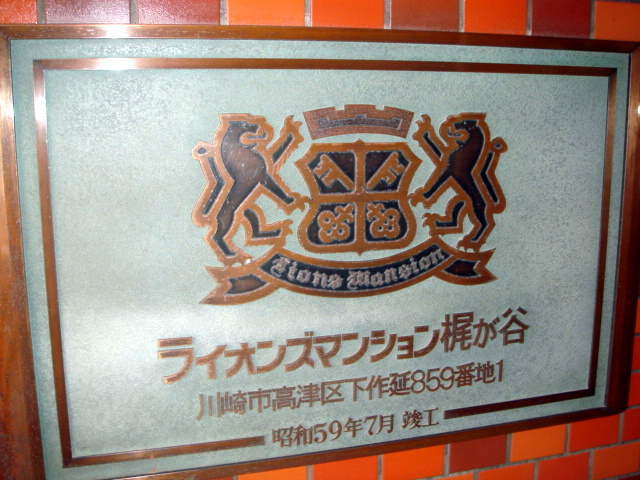 Lions Mansion
ライオンズマンション梶が谷
川崎市高津区下作延859番地1
昭和59年7月 竣工